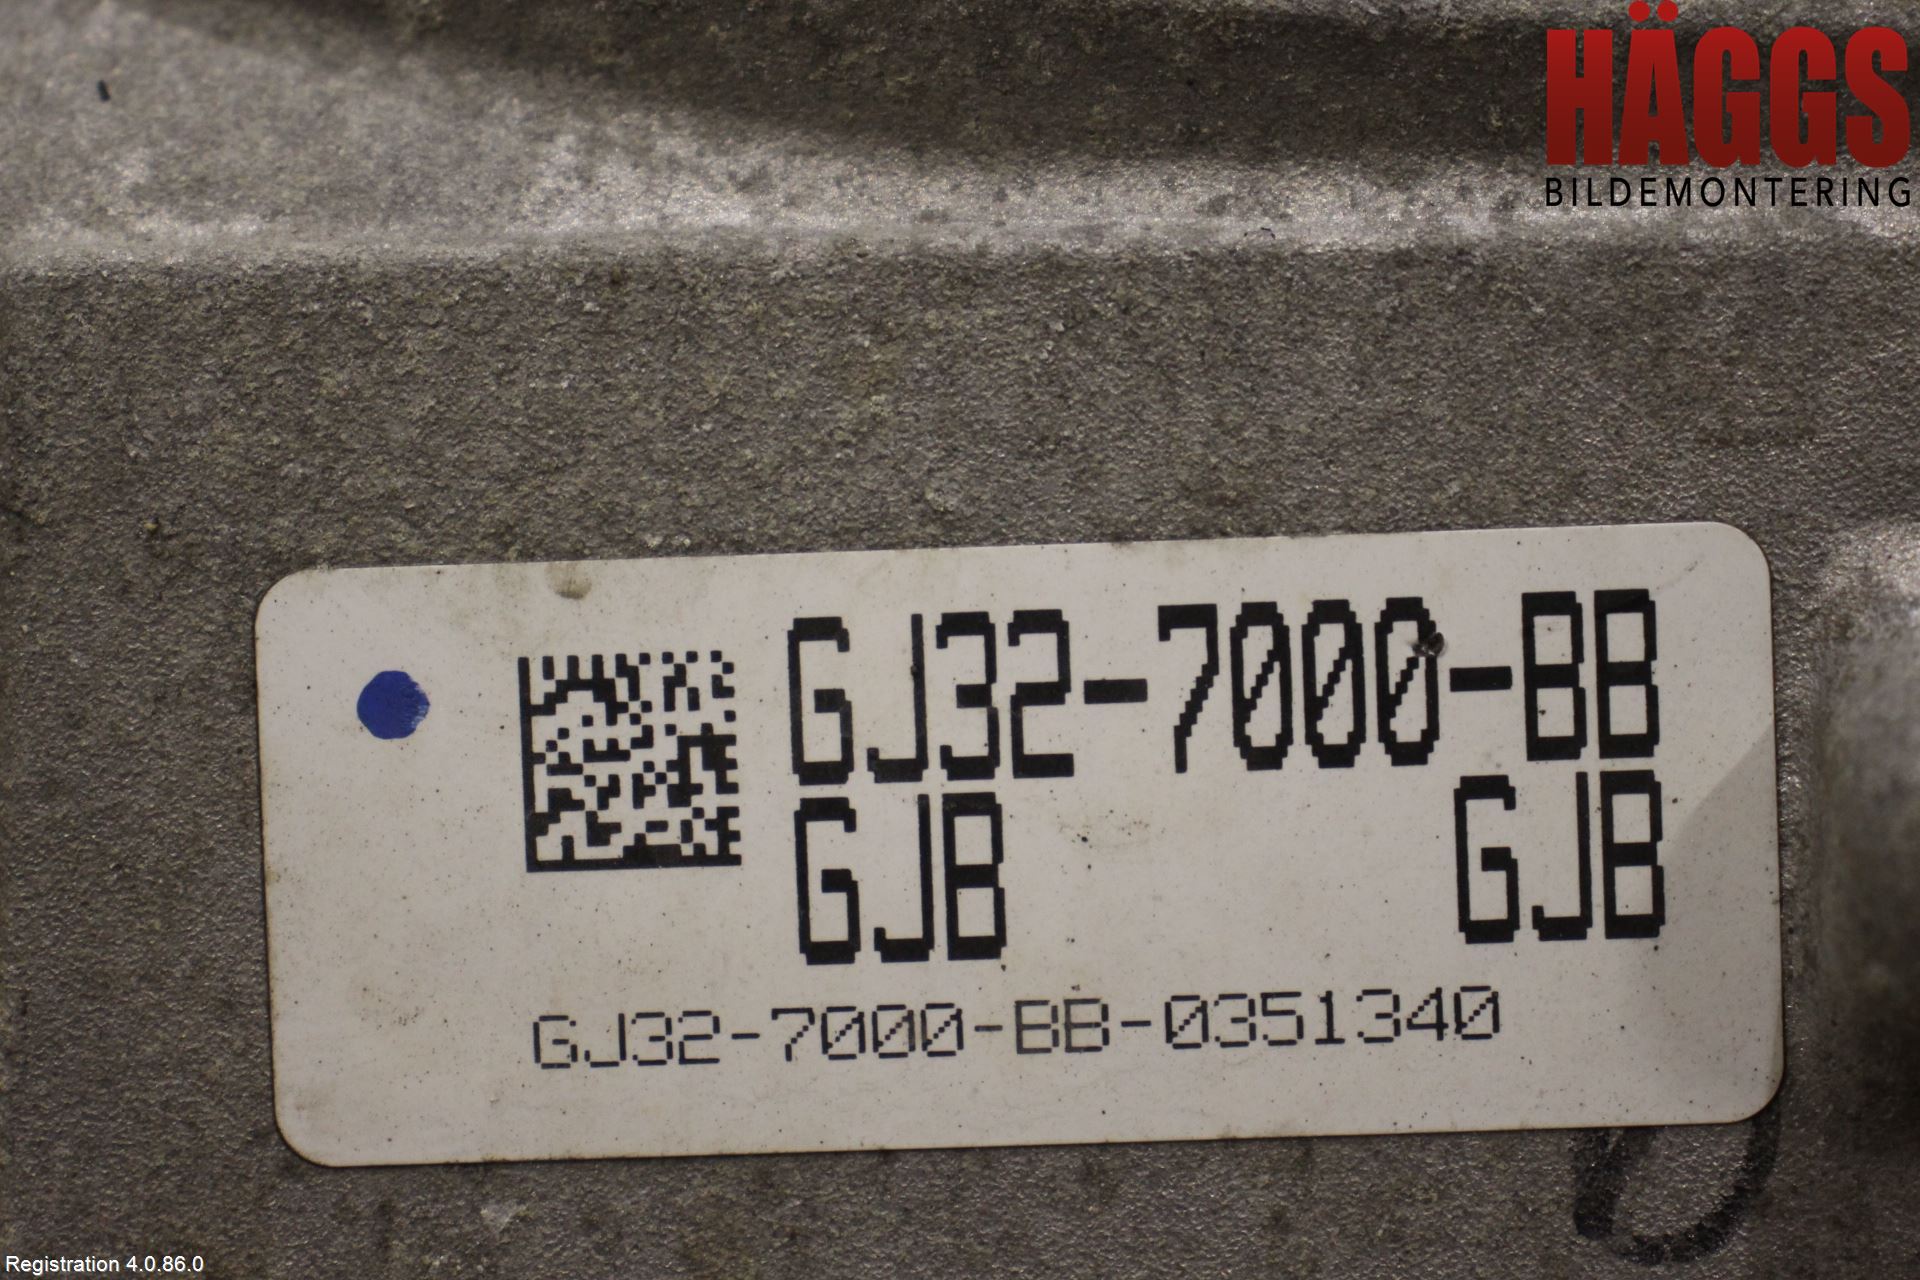 HÄGGS
BILDEMONTERING
GJ32-7000-BB
GJB GJB
GJ32-7000-BB-0351340
Registration 4.0.86.0